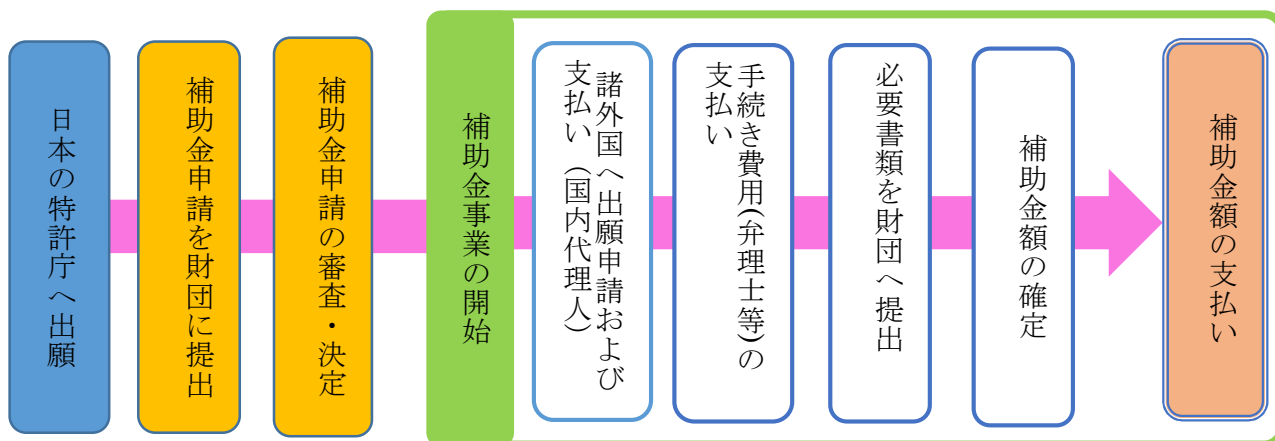 日本の特許庁へ出願
補助金申請を財団に提出
補助金申請の審査・決定
補助金事業の開始
諸外国へ出願申請および
支払い（国内代理人）
手続き費用(弁理士等)の
支払い
必要書類を財団へ提出
補助金額の確定
補助金額の支払い